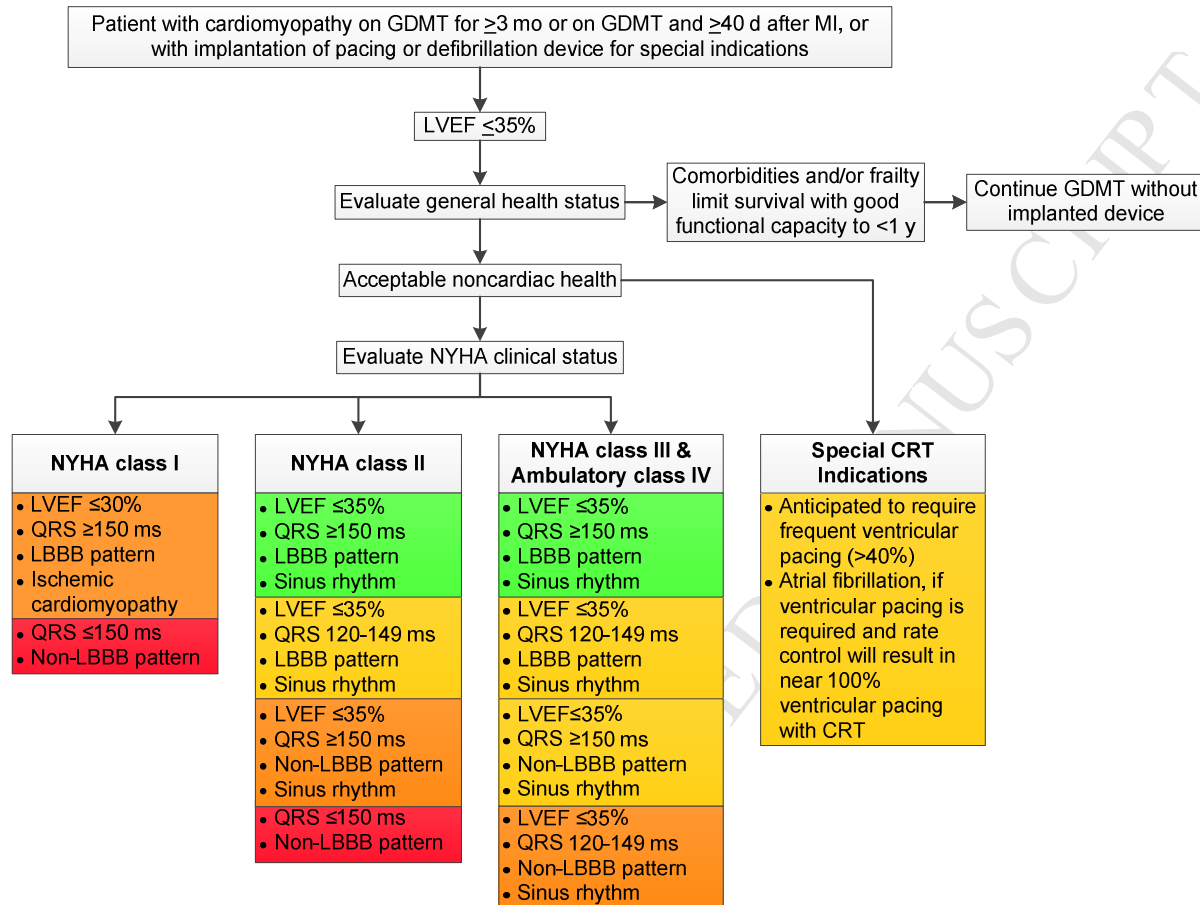 Patient with cardiomyopathy on GDMT for ≥3 mo or on GDMT and ≥40 d after MI, or
with implantation of pacing or defibrillation device for special indications
LVEF ≤35%
Evaluate general health status
Comorbidities and/or frailty
limit survival with good
functional capacity to <1 y
Continue GDMT without
implanted device
Acceptable noncardiac health
Evaluate NYHA clinical status
NYHA class I
• LVEF ≤30%
• QRS ≥150 ms
• LBBB pattern
• Ischemic
cardiomyopathy
• QRS ≤150 ms
• Non-LBBB pattern
NYHA class II
• LVEF ≤35%
• QRS ≥150 ms
• LBBB pattern
• Sinus rhythm
• LVEF ≤35%
• QRS 120-149 ms
• LBBB pattern
• Sinus rhythm
• LVEF ≤35%
• QRS ≥150 ms
• Non-LBBB pattern
• Sinus rhythm
• QRS ≤150 ms
• Non-LBBB pattern
NYHA class III &
Ambulatory class IV
• LVEF ≤35%
• QRS ≥150 ms
• LBBB pattern
• Sinus rhythm
• LVEF ≤35%
• QRS 120-149 ms
• LBBB pattern
• Sinus rhythm
• LVEF≤35%
• QRS ≥150 ms
• Non-LBBB pattern
• Sinus rhythm
• LVEF ≤35%
• QRS 120-149 ms
• Non-LBBB pattern
• Sinus rhythm
Special CRT
Indications
• Anticipated to require
frequent ventricular
pacing (>40%)
• Atrial fibrillation, if
ventricular pacing is
required and rate
control will result in
near 100%
ventricular pacing
with CRT